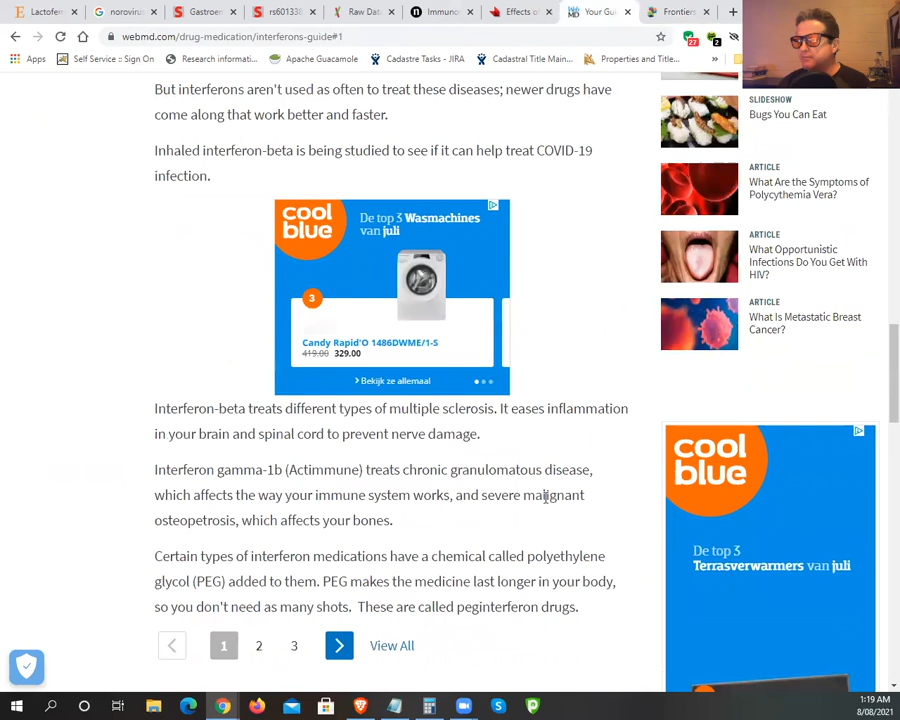 Lactofen
norovirus
Gastroen
rs601338
Raw Data
Immuno
Effects of
Your Gui
Frontiers
webmd.com/drug-medication/interferons-guide#1
27
2
Apps
Self Service :: Sign On
Research informati...
Apache Guacamole
Cadastre Tasks - JIRA
Cadastral Title Main...
Properties and Title...
»
But interferons aren't used as often to treat these diseases; newer drugs have
come along that work better and faster.
Inhaled interferon-beta is being studied to see if it can help treat COVID-19
infection.
cool
blue
De top 3 Wasmachines
van juli
3
Candy Rapid'O 1486DWME/1-S
419.00 329.00
Bekijk ze allemaal
Interferon-beta treats different types of multiple sclerosis. It eases inflammation
in your brain and spinal cord to prevent nerve damage.
Interferon gamma-1b (Actimmune) treats chronic granulomatous disease,
which affects the way your immune system works, and severe malignant
osteopetrosis, which affects your bones.
Certain types of interferon medications have a chemical called polyethylene
glycol (PEG) added to them. PEG makes the medicine last longer in your body,
so you don't need as many shots. These are called peginterferon drugs.
1 2 3 View All
SLIDESHOW
Bugs You Can Eat
ARTICLE
What Are the Symptoms of
Polycythemia Vera?
ARTICLE
What Opportunistic
Infections Do You Get With
HIV?
ARTICLE
What Is Metastatic Breast
Cancer?
cool
blue
De top 3
Terrasverwarmers van juli
1:19 AM
8/08/2021